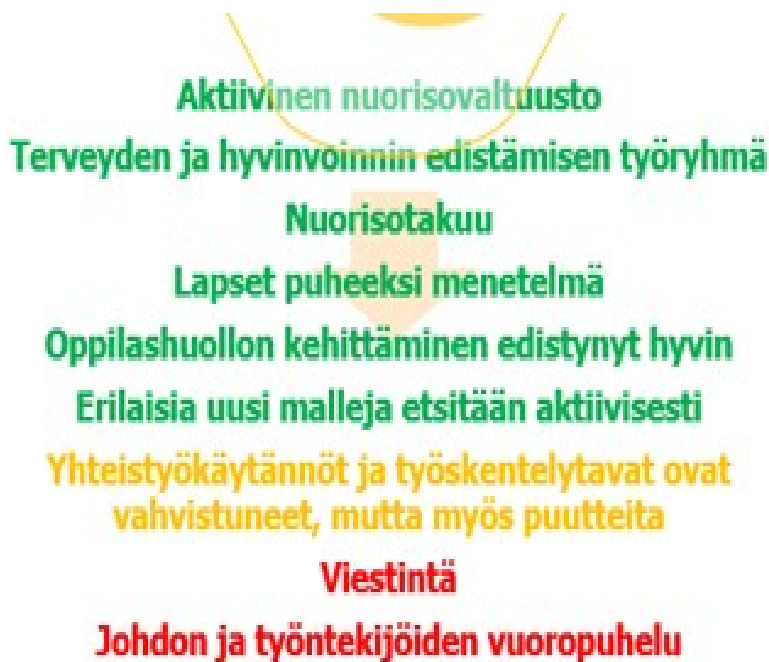 Aktiivinen nuorisovaltuusto
Terveyden ja hyvinvoinnin edistämisen työryhmä
Nuorisotakuu
Lapset puheeksi menetelmä
Oppilashuollon kehittäminen edistynyt hyvin
Erilaisia uusi malleja etsitään aktiivisesti
Yhteistyökäytännöt ja työskentelytavat ovat
vahvistuneet, mutta myös puutteita
Viestintä
Johdon ja työntekijöiden vuoropuhelu